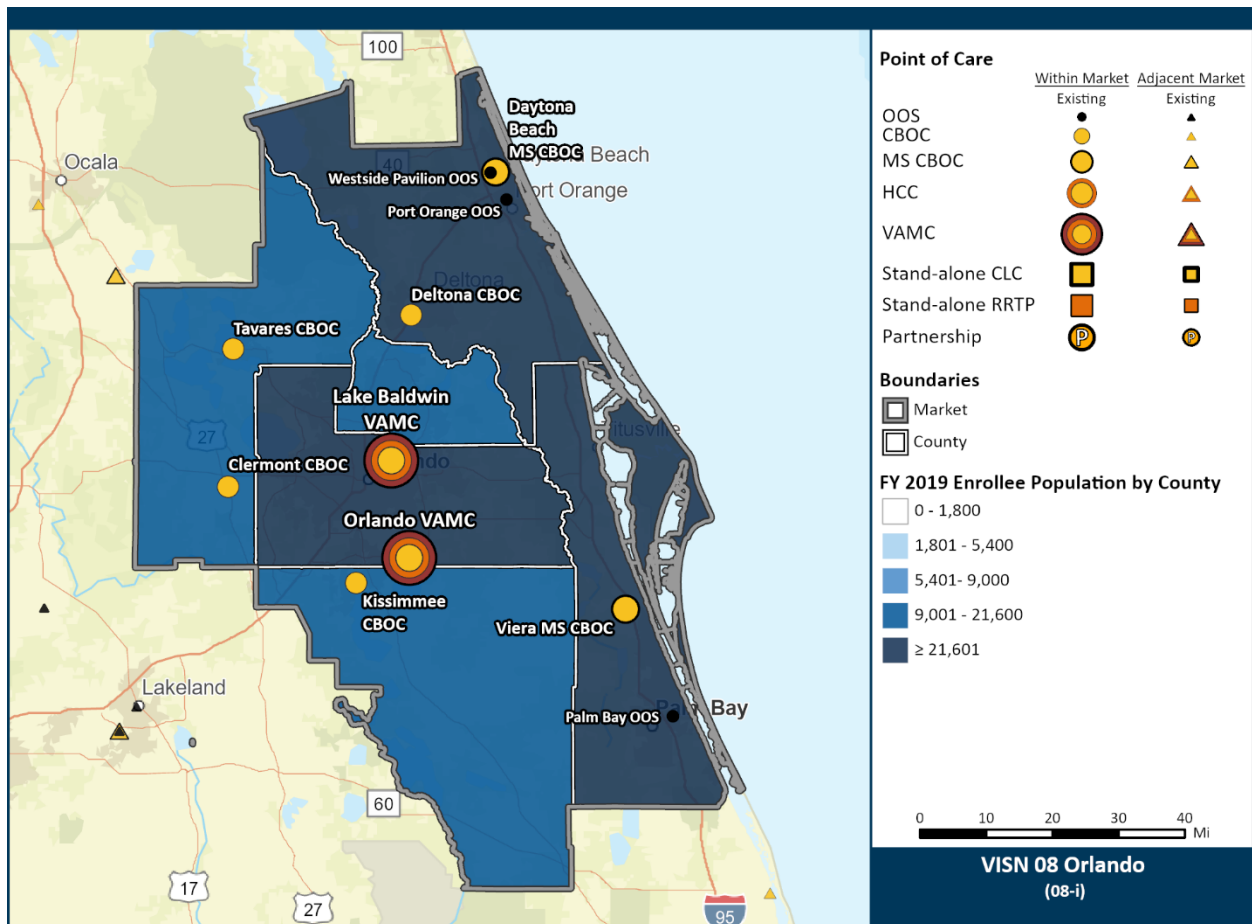 100
Daytona
Beach
MS CBOC
40
Daytona Beach
Ocala
Westside Pavilion OOS
Port Orange
Port Orange OOS
Deltona
Deltona CBOC
Tavares CBOC
Lake Baldwin
VAMC
Titusville
27
Clermont CBOC
Orlando
Orlando VAMC
Kissimmee
CBOC
Viera MS CBOC
Lakeland
Palm Bay OOS
Palm Bay
60
17
27
95
Point of Care
Within Market Adjacent Market
Existing Existing
OOS
CBOC
MS CBOC
HCC
VAMC
Stand-alone CLC
Stand-alone RRTP
Partnership P P
Boundaries
Market
County
FY 2019 Enrollee Population by County
0 - 1,800
1,801 - 5,400
5,401- 9,000
9,001 - 21,600
≥ 21,601
0 10 20 30 40
Mi
VISN 08 Orlando
(08-i)